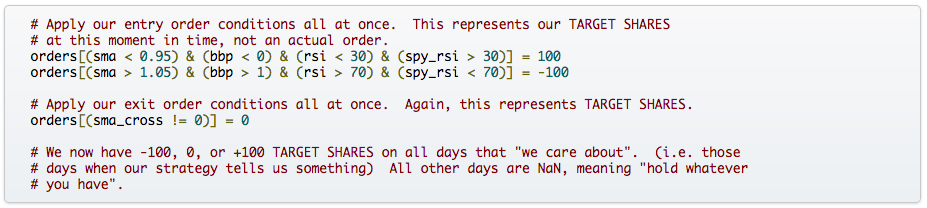 # Apply our entry order conditions all at once.  This represents our TARGET SHARES
# at this moment in time, not an actual order.
orders[(sma < 0.95) & (bbp < 0) & (rsi < 30) & (spy_rsi > 30)] = 100
orders[(sma > 1.05) & (bbp > 1) & (rsi > 70) & (spy_rsi < 70)] = -100

# Apply our exit order conditions all at once.  Again, this represents TARGET SHARES.
orders[(sma_cross != 0)] = 0

# We now have -100, 0, or +100 TARGET SHARES on all days that "we care about".  (i.e. those
# days when our strategy tells us something)  All other days are NaN, meaning "hold whatever
# you have".